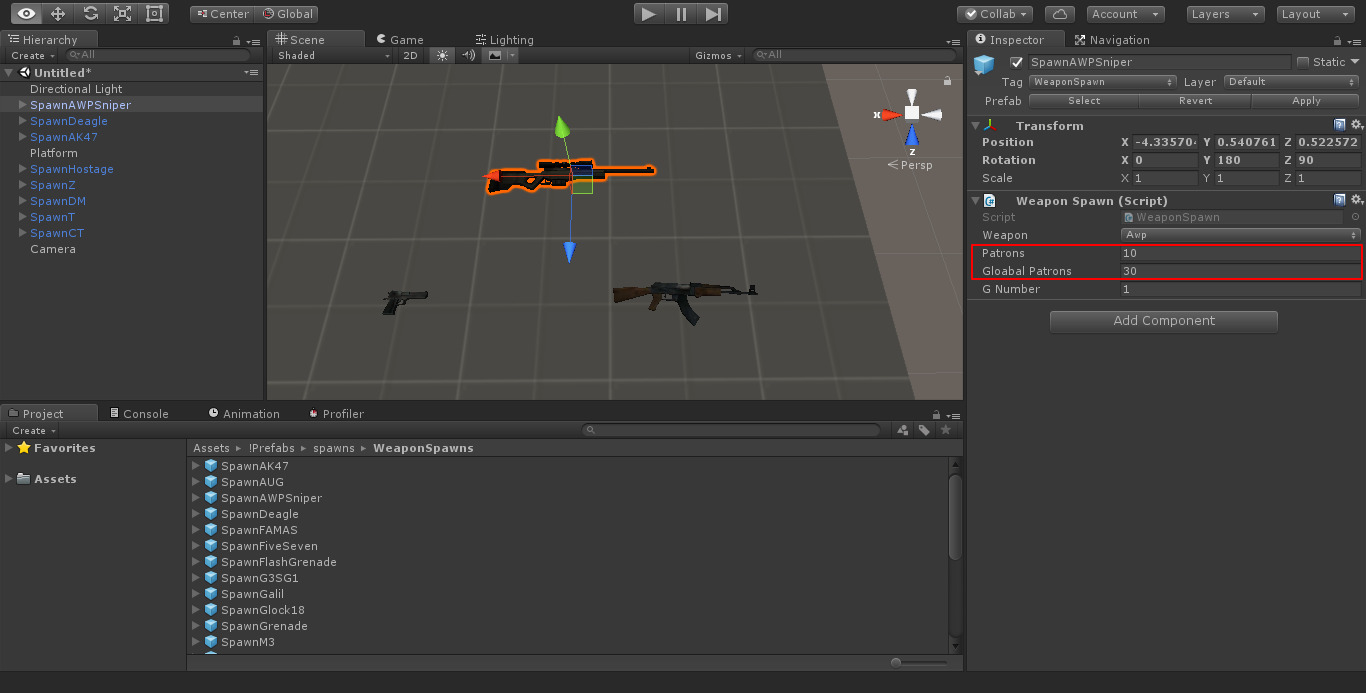 Center Global Collab Account Layers Layout
Hierarchy
Create All
Untitled*
Directional Light
SpawnAWPSniper
SpawnDeagle
SpawnAK47
Platform
SpawnHostage
SpawnZ
SpawnDM
SpawnT
SpawnCT
Camera
Scene Game Lighting
Shaded 2D Gizmos All
x
z
Persp
Inspector Navigation
SpawnAWPSniper Static
Tag WeaponSpawn Layer Default
Prefab Select Revert Apply
Transform
Position X -4.335704 Y 0.540761 Z 0.522572
Rotation X 0 Y 180 Z 90
Scale X 1 Y 1 Z 1
Weapon Spawn (Script)
Script WeaponSpawn
Weapon Awp
Patrons 10
Gloabal Patrons 30
G Number 1
Add Component
Project Console Animation Profiler
Create
Favorites
Assets
Assets !Prefabs spawns WeaponSpawns
SpawnAK47
SpawnAUG
SpawnAWPSniper
SpawnDeagle
SpawnFAMAS
SpawnFiveSeven
SpawnFlashGrenade
SpawnG3SG1
SpawnGalil
SpawnGlock18
SpawnGrenade
SpawnM3